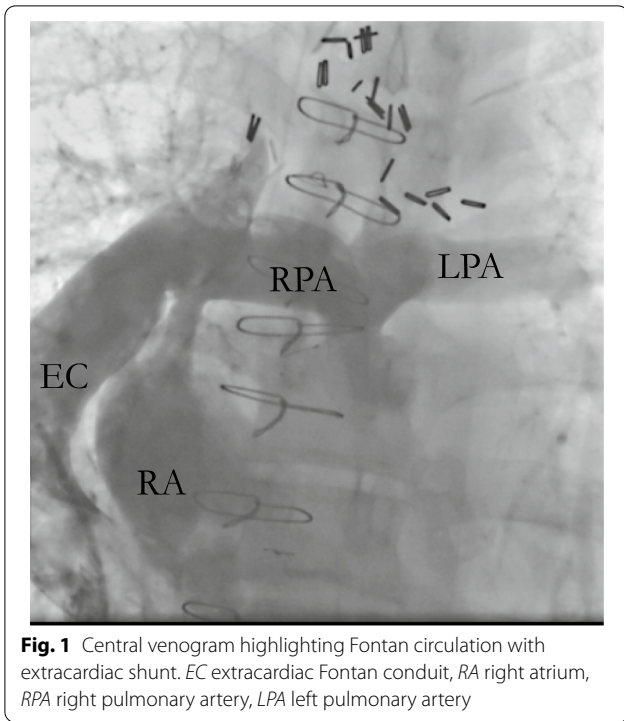 RPA
LPA
EC
RA
Fig. 1 Central venogram highlighting Fontan circulation with
extracardiac shunt. EC extracardiac Fontan conduit, RA right atrium,
RPA right pulmonary artery, LPA left pulmonary artery